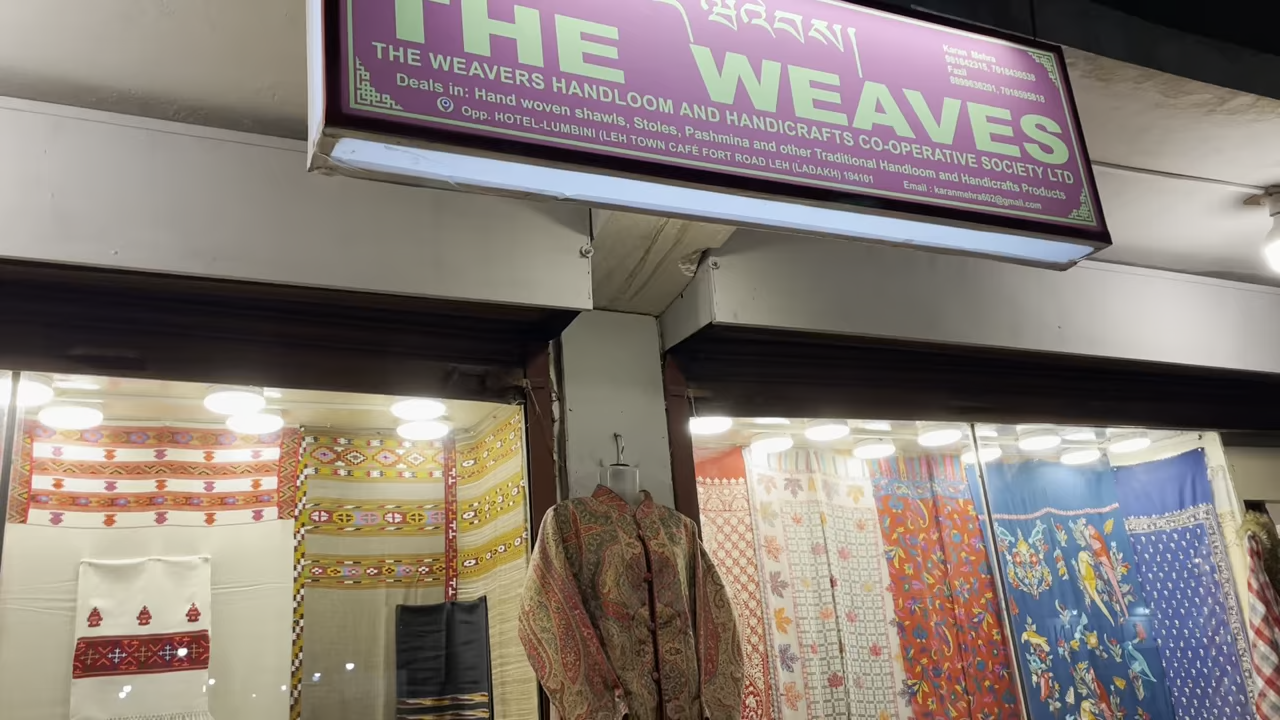 THE WEAVES
THE WEAVERS HANDLOOM AND HANDICRAFTS CO-OPERATIVE SOCIETY LTD
Deals in: Hand woven shawls, Stoles, Pashmina and other Traditional Handloom and Handicrafts Products
Opp. HOTEL-LUMBINI (LEH TOWN CAFÉ FORT ROAD LEH (LADAKH) 194101
Email : karanmehra602@gmail.com
Karan Mehra
Fazil